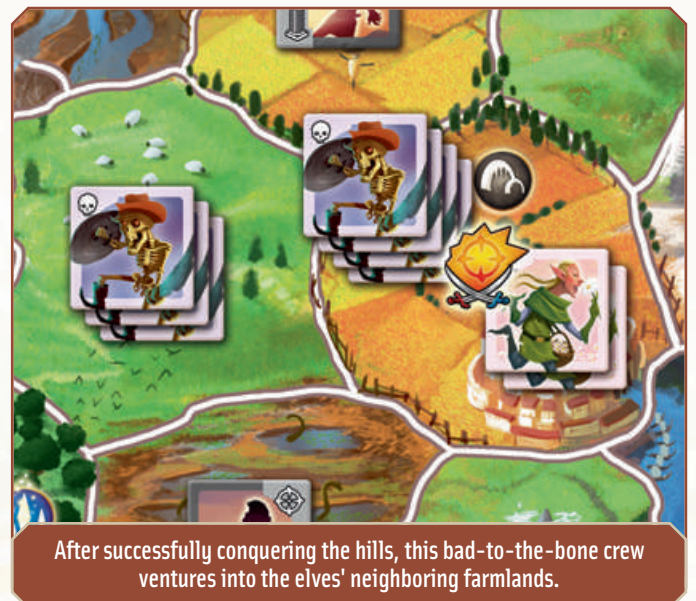 After successfully conquering the hills, this bad-to-the-bone crew
ventures into the elves' neighboring farmlands.